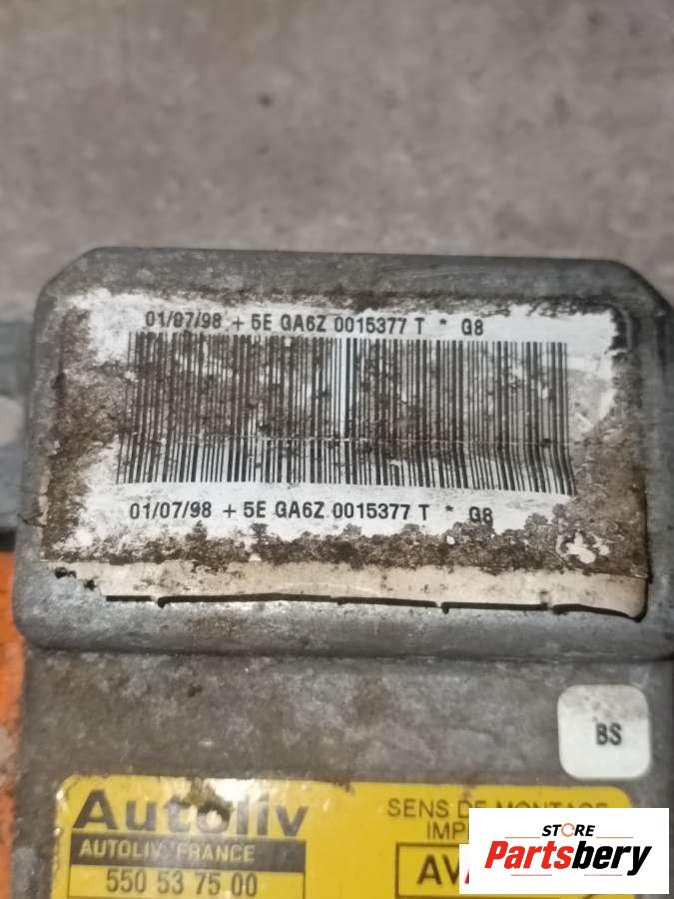 01/07/98 + 5E GA6Z 0015377 T * G8
01/07/98 + 5E GA6Z 0015377 T * G8
BS
Autoliv
AUTOLIV FRANCE
550 53 75 00
SENS DE MONTAGE
STORE
Partsbery